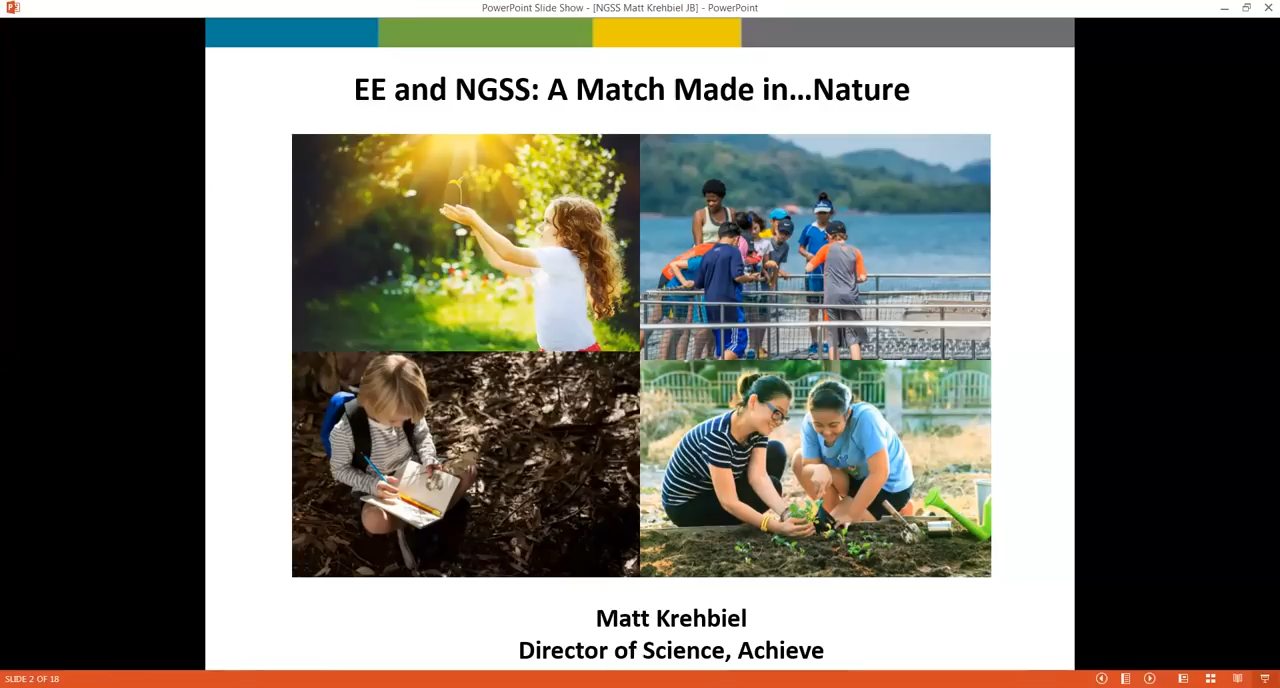 PowerPoint Slide Show - [NGSS Matt Krehbiel JB] - PowerPoint
EE and NGSS: A Match Made in...Nature
Matt Krehbiel
Director of Science, Achieve
SLIDE 2 OF 18